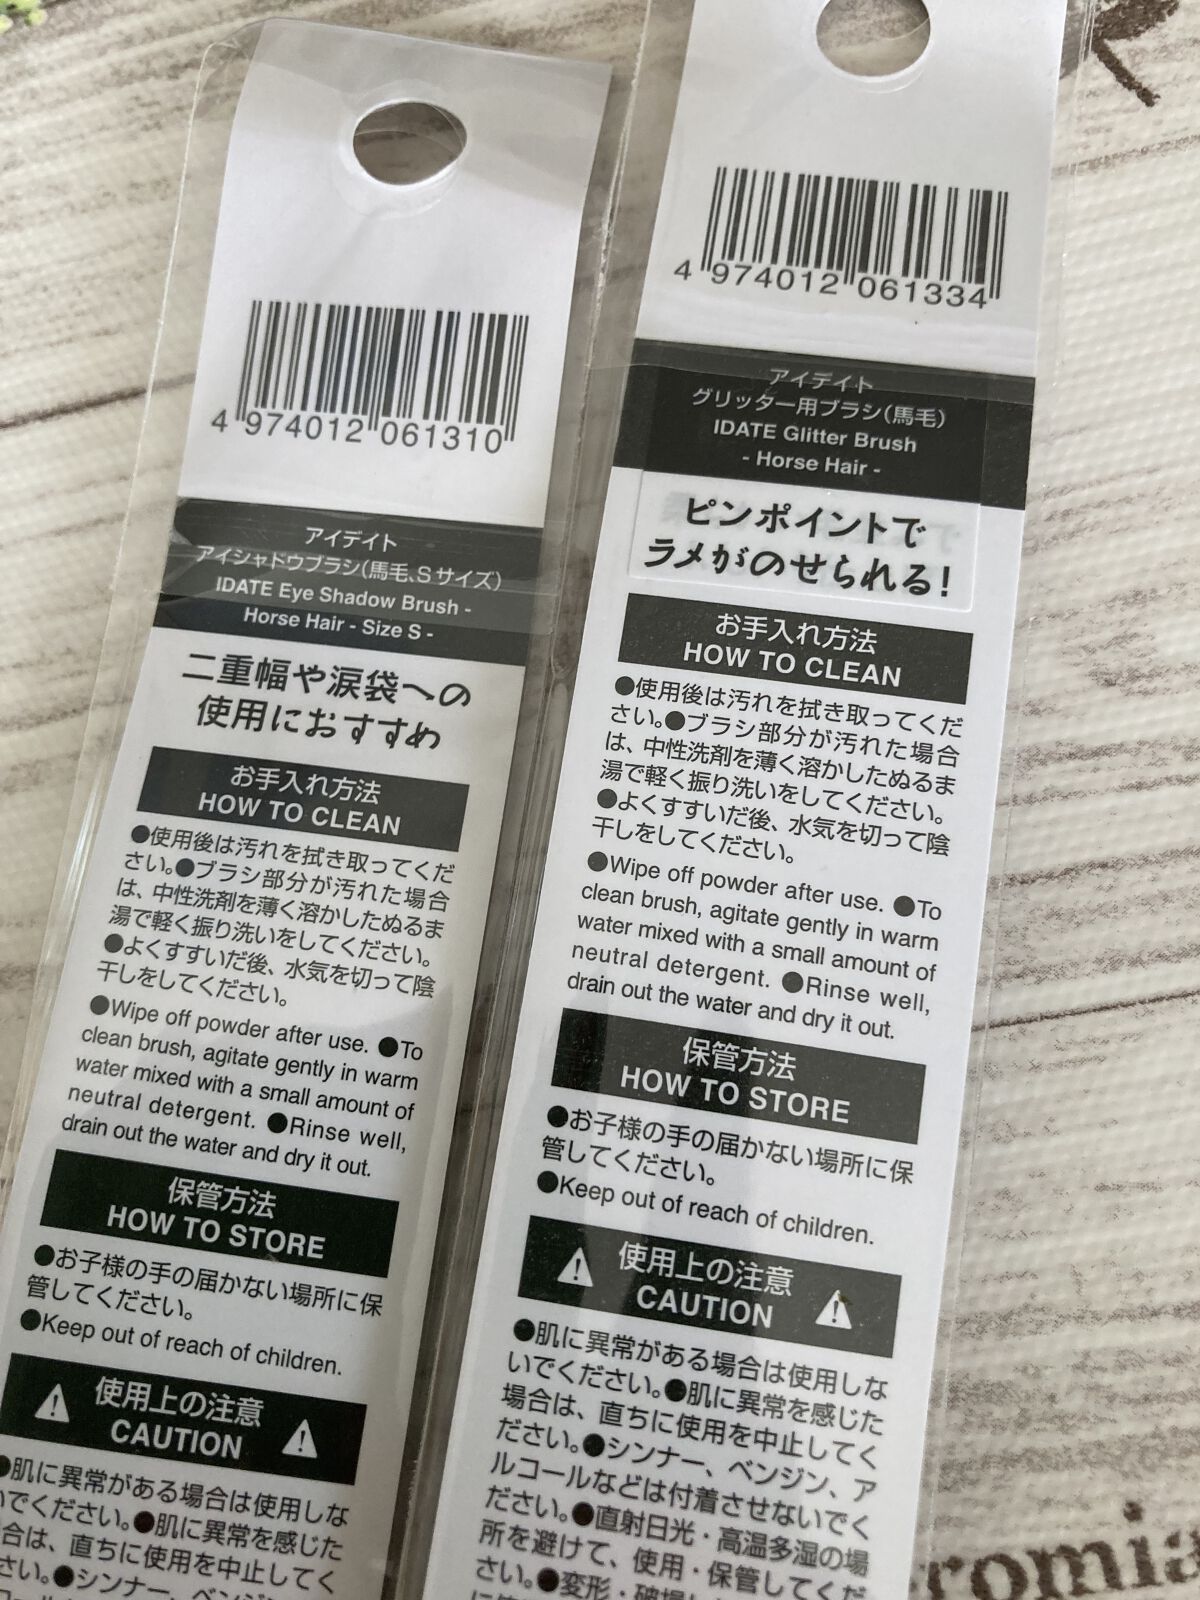 4 974012 061310
アイデイト
アイシャドウブラシ(馬毛、Sサイズ)
IDATE Eye Shadow Brush -
Horse Hair - Size S -
二重幅や涙袋への
使用におすすめ
お手入れ方法
HOW TO CLEAN
●使用後は汚れを拭き取ってくだ
さい。●ブラシ部分が汚れた場合
は、中性洗剤を薄く溶かしたぬるま
湯で軽く振り洗いをしてください。
●よくすすいだ後、水気を切って陰
干しをしてください。
●Wipe off powder after use. ●To
clean brush, agitate gently in warm
water mixed with a small amount of
neutral detergent. ●Rinse well,
drain out the water and dry it out.
保管方法
HOW TO STORE
●お子様の手の届かない場所に保
管してください。
●Keep out of reach of children.
使用上の注意
CAUTION
●肌に異常がある場合は使用しな
いでください。●肌に異常を感じた
場合は、直ちに使用を中止してく
ださい。●シンナー、ベンジン、
4 974012 061334
アイデイト
グリッター用ブラシ(馬毛)
IDATE Glitter Brush
- Horse Hair -
ピンポイントで
ラメがのせられる!
お手入れ方法
HOW TO CLEAN
●使用後は汚れを拭き取ってくだ
さい。●ブラシ部分が汚れた場合
は、中性洗剤を薄く溶かしたぬるま
湯で軽く振り洗いをしてください。
●よくすすいだ後、水気を切って陰
干しをしてください。
●Wipe off powder after use. ●To
clean brush, agitate gently in warm
water mixed with a small amount of
neutral detergent. ●Rinse well,
drain out the water and dry it out.
保管方法
HOW TO STORE
●お子様の手の届かない場所に保
管してください。
●Keep out of reach of children.
使用上の注意
CAUTION
●肌に異常がある場合は使用しな
いでください。●肌に異常を感じた
場合は、直ちに使用を中止してく
ださい。●シンナー、ベンジン、ア
ルコールなどは付着させないでく
ださい。●直射日光・高温多湿の場
所を避けて、使用・保管してくだ
さい。●変形・破損し
romia